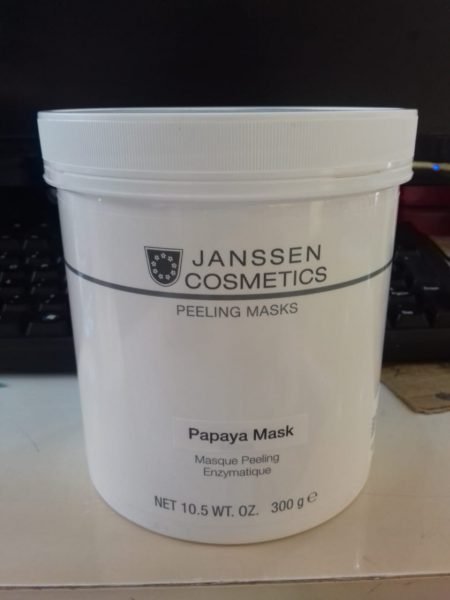 JANSSEN
COSMETICS
PEELING MASKS
Papaya Mask
Masque Peeling
Enzymatique
NET 10.5 WT. OZ. 300 g ℮